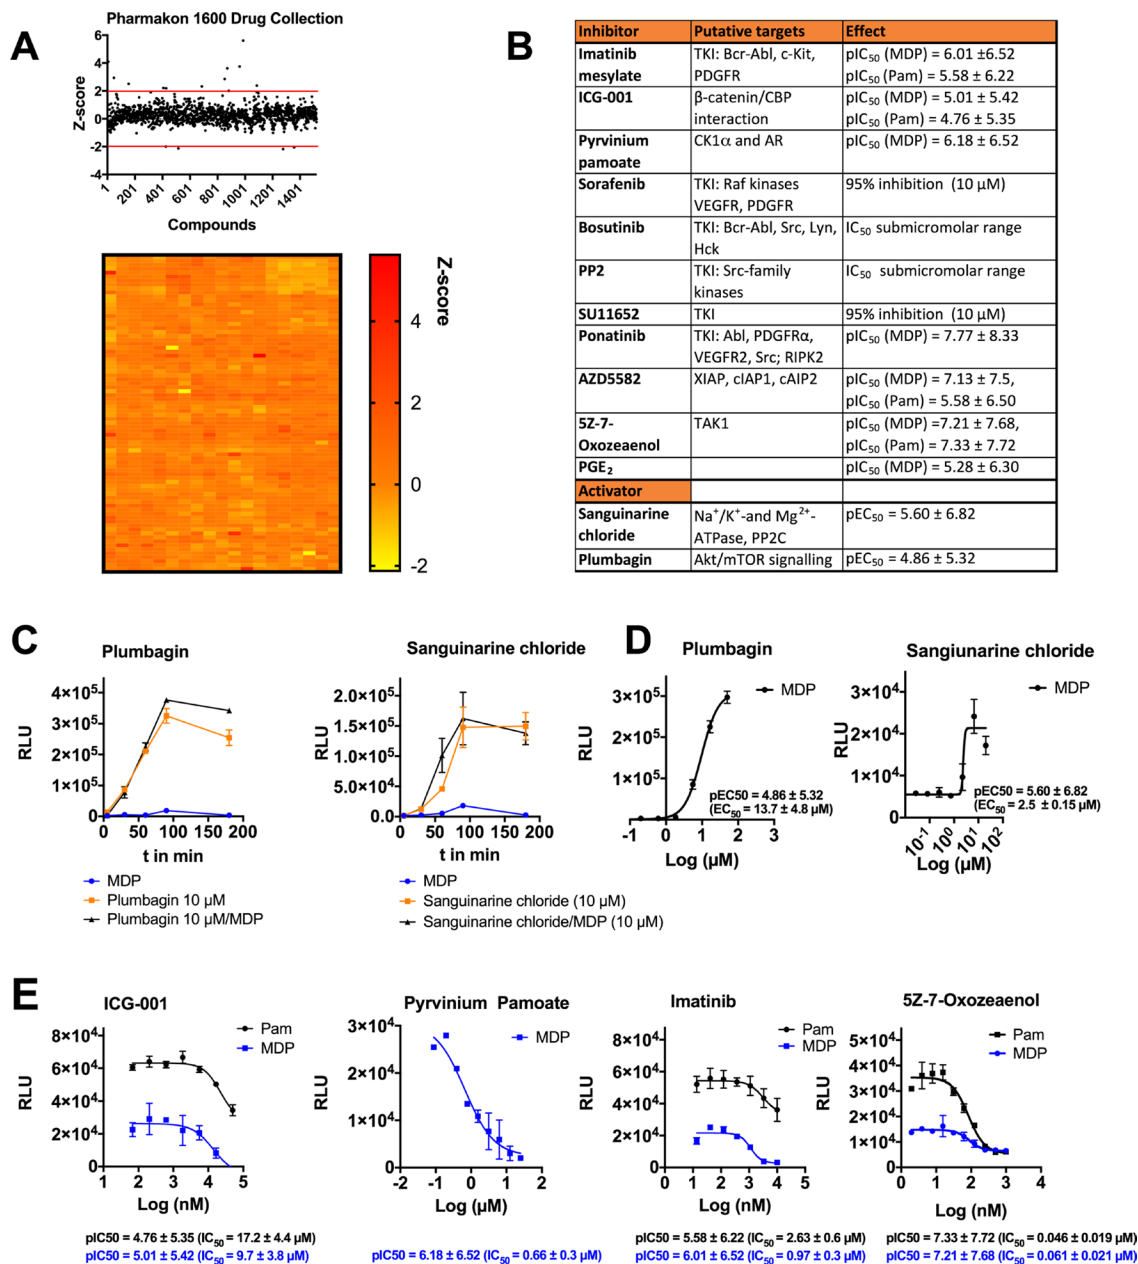 A
Pharmakon 1600 Drug Collection
6
4
2
0
-2
-4
Z-score
1
201
401
601
801
1001
1201
1401
Compounds
Z-score
4
2
0
-2
B
Inhibitor Putative targets Effect
Imatinib mesylate TKI: Bcr-Abl, c-Kit, PDGFR pIC50 (MDP) = 6.01 ±6.52
pIC50 (Pam) = 5.58 ± 6.22
ICG-001 β-catenin/CBP interaction pIC50 (MDP) = 5.01 ± 5.42
pIC50 (Pam) = 4.76 ± 5.35
Pyrvinium pamoate CK1α and AR pIC50 (MDP) = 6.18 ± 6.52
Sorafenib TKI: Raf kinases VEGFR, PDGFR 95% inhibition (10 µM)
Bosutinib TKI: Bcr-Abl, Src, Lyn, Hck IC50 submicromolar range
PP2 TKI: Src-family kinases IC50 submicromolar range
SU11652 TKI 95% inhibition (10 µM)
Ponatinib TKI: Abl, PDGFRα, VEGFR2, Src; RIPK2 pIC50 (MDP) = 7.77 ± 8.33
AZD5582 XIAP, cIAP1, cAIP2 pIC50 (MDP) = 7.13 ± 7.5,
pIC50 (Pam) = 5.58 ± 6.50
5Z-7-Oxozeaenol TAK1 pIC50 (MDP) =7.21 ± 7.68,
pIC50 (Pam) = 7.33 ± 7.72
PGE2 pIC50 (MDP) = 5.28 ± 6.30
Activator
Sanguinarine chloride Na+/K+-and Mg2+-ATPase, PP2C pEC50 = 5.60 ± 6.82
Plumbagin Akt/mTOR signalling pEC50 = 4.86 ± 5.32
C
Plumbagin
4×10^5
3×10^5
2×10^5
1×10^5
0
RLU
0 50 100 150 200
t in min
MDP
Plumbagin 10 µM
Plumbagin 10 µM/MDP
Sanguinarine chloride
2.0×10^5
1.5×10^5
1.0×10^5
5.0×10^4
0.0
RLU
0 50 100 150 200
t in min
MDP
Sanguinarine chloride (10 µM)
Sanguinarine chloride/MDP (10 µM)
D
Plumbagin
MDP
3×10^5
2×10^5
1×10^5
0
RLU
pEC50 = 4.86 ± 5.32
(EC50 = 13.7 ± 4.8 µM)
-1 0 1 2 3
Log (µM)
Sangiunarine chloride
MDP
3×10^4
2×10^4
1×10^4
0
RLU
pEC50 = 5.60 ± 6.82
(EC50 = 2.5 ± 0.15 µM)
10^-1 10^0 10^1 10^2
Log (µM)
E
ICG-001
Pam
MDP
8×10^4
6×10^4
4×10^4
2×10^4
0
RLU
0 1 2 3 4 5
Log (nM)
pIC50 = 4.76 ± 5.35 (IC50 = 17.2 ± 4.4 µM)
pIC50 = 5.01 ± 5.42 (IC50 = 9.7 ± 3.8 µM)
Pyrvinium Pamoate
MDP
3×10^4
2×10^4
1×10^4
0
RLU
-2 -1 0 1 2
Log (µM)
pIC50 = 6.18 ± 6.52 (IC50 = 0.66 ± 0.3 µM)
Imatinib
Pam
MDP
8×10^4
6×10^4
4×10^4
2×10^4
0
RLU
0 1 2 3 4 5
Log (nM)
pIC50 = 5.58 ± 6.22 (IC50 = 2.63 ± 0.6 µM)
pIC50 = 6.01 ± 6.52 (IC50 = 0.97 ± 0.3 µM)
5Z-7-Oxozeaenol
Pam
MDP
5×10^4
4×10^4
3×10^4
2×10^4
1×10^4
0
RLU
0 1 2 3 4
Log (nM)
pIC50 = 7.33 ± 7.72 (IC50 = 0.046 ± 0.019 µM)
pIC50 = 7.21 ± 7.68 (IC50 = 0.061 ± 0.021 µM)